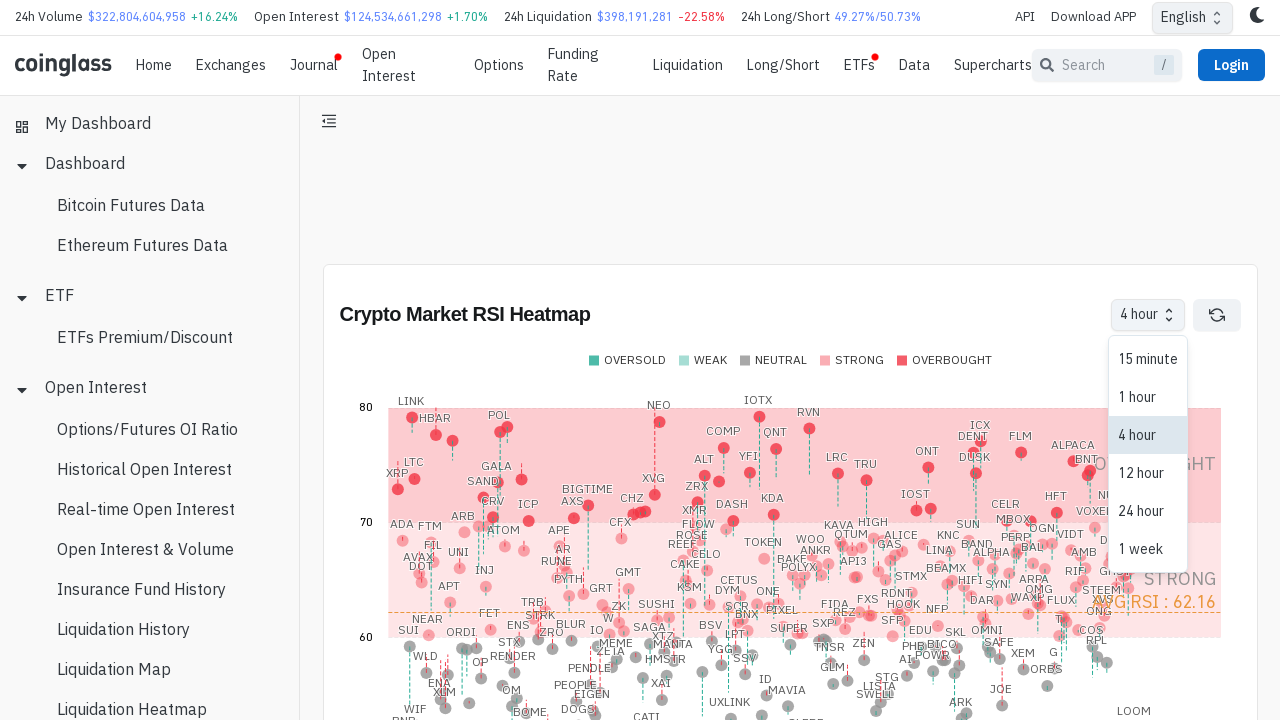 24h Volume $322,804,604,958 +16.24% Open Interest $124,534,661,298 +1.70% 24h Liquidation $398,191,281 -22.58% 24h Long/Short 49.27%/50.73% API Download APP English
coinglass Home Exchanges Journal Open Interest Options Funding Rate Liquidation Long/Short ETFs Data Supercharts Search / Login
My Dashboard
Dashboard
Bitcoin Futures Data
Ethereum Futures Data
ETF
ETFs Premium/Discount
Open Interest
Options/Futures OI Ratio
Historical Open Interest
Real-time Open Interest
Open Interest & Volume
Insurance Fund History
Liquidation History
Liquidation Map
Liquidation Heatmap
Crypto Market RSI Heatmap
4 hour
15 minute
1 hour
4 hour
12 hour
24 hour
1 week
OVERSOLD WEAK NEUTRAL STRONG OVERBOUGHT
80
70
60
LINK NEO IOTX
HBAR POL RVN
COMP QNT ICX
DENT FLM
ALPACA
XRP LTC GALA ALT YFI LRC TRU ONT DUSK BNT
SAND XVG
CRV ICP AXS BIGTIME CHZ ZRX DASH KDA IOST CELR HFT
ADA FTM ARB ATOM APE CFX XMR FLOW KAVA HIGH SUN MBOX
ROSE QTUM ALICE KNC PERP DGN VIDT
AVAX FIL UNI RUNE AR REEF CELO TOKEN WOO ANKR GAS LINA BAND ALPHA BAL AMB
DOT INJ PYTH GMT CAKE BAKE POLYX API3 STMX BEAMX HIFI SYN ARPA RIF
APT GRT KSM CETUS DYM ONE RDNT OMG STEEM
STRONG
AVG RSI : 62.16
NEAR FET TRB STRK ZK SUSHI SCR BNX PIXEL FIDA REZ FXS HOOK NFP DAR WAXP FLUX ONG
SUI ORDI ENS BLUR W SAGA BSV LPT SUPER SXP SFP EDU SKL OMNI COS
STX ZRO IO MEME XTZ MANTA ZEN BICO SAFE RPL
WLD OP RENDER ZETA HMSTR YGG SSV TNSR POWR XEM G
ENA PENDLE XAI ID GLM STG ORBS
XLM OM PEOPLE EIGEN MAVIA LISTA JOE
WIF BOME DOGS CATI UXLINK SWELL ARK LOOM